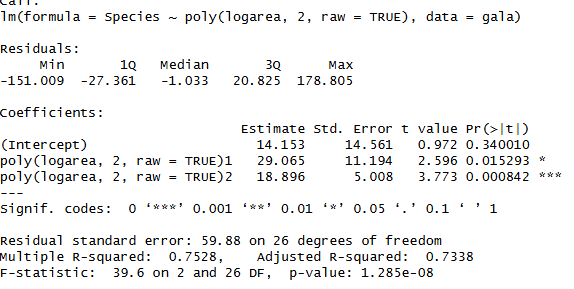 Call:
lm(formula = Species ~ poly(logarea, 2, raw = TRUE), data = gala)
Residuals:
Min 1Q Median 3Q Max
-151.009 -27.361 -1.033 20.825 178.805
Coefficients:
Estimate Std. Error t value Pr(>|t|)
(Intercept) 14.153 14.561 0.972 0.340010
poly(logarea, 2, raw = TRUE)1 29.065 11.194 2.596 0.015293 *
poly(logarea, 2, raw = TRUE)2 18.896 5.008 3.773 0.000842 ***
---
Signif. codes: 0 ‘***’ 0.001 ‘**’ 0.01 ‘*’ 0.05 ‘.’ 0.1 ‘ ’ 1
Residual standard error: 59.88 on 26 degrees of freedom
Multiple R-squared: 0.7528, Adjusted R-squared: 0.7338
F-statistic: 39.6 on 2 and 26 DF, p-value: 1.285e-08